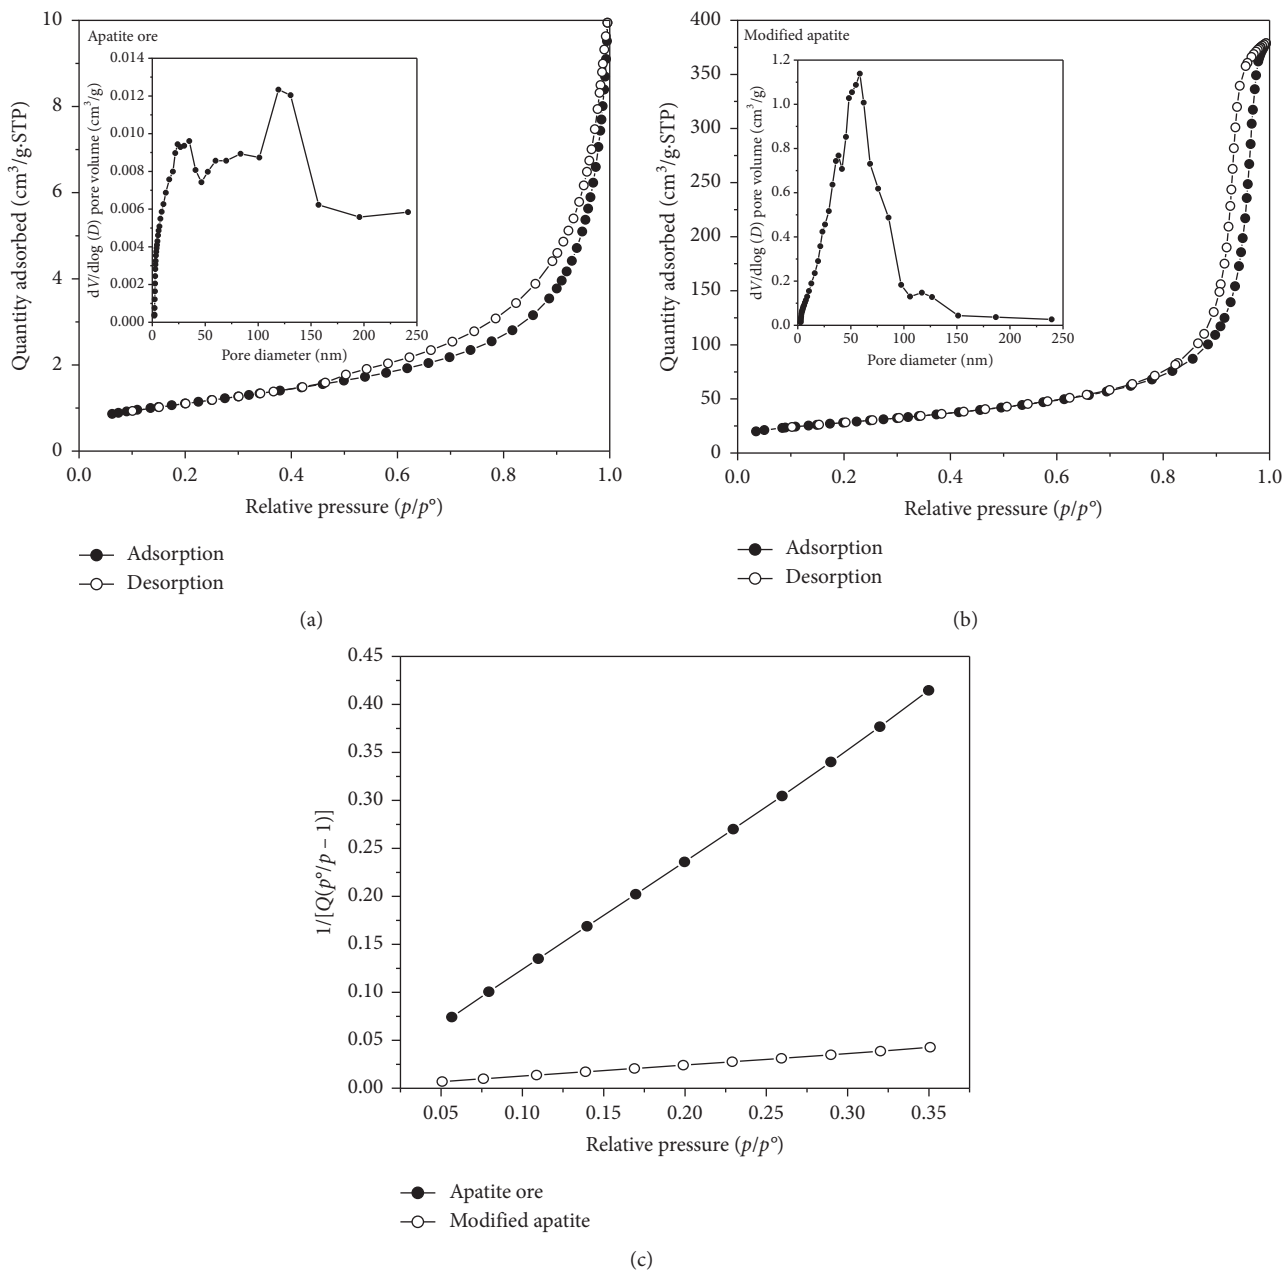 Apatite ore
Quantity adsorbed (cm³/g·STP)
10
8
6
4
2
0
0.0 0.2 0.4 0.6 0.8 1.0
Relative pressure (p/p°)
dV/dlog (D) pore volume (cm³/g)
0.014
0.012
0.010
0.008
0.006
0.004
0.002
0.000
0 50 100 150 200 250
Pore diameter (nm)
Adsorption
Desorption
(a)
Modified apatite
Quantity adsorbed (cm³/g·STP)
400
350
300
250
200
150
100
50
0
0.0 0.2 0.4 0.6 0.8 1.0
Relative pressure (p/p°)
dV/dlog (D) pore volume (cm³/g)
1.2
1.0
0.8
0.6
0.4
0.2
0.0
0 50 100 150 200 250
Pore diameter (nm)
Adsorption
Desorption
(b)
1/[Q(p°/p − 1)]
0.45
0.40
0.35
0.30
0.25
0.20
0.15
0.10
0.05
0.00
0.05 0.10 0.15 0.20 0.25 0.30 0.35
Relative pressure (p/p°)
Apatite ore
Modified apatite
(c)